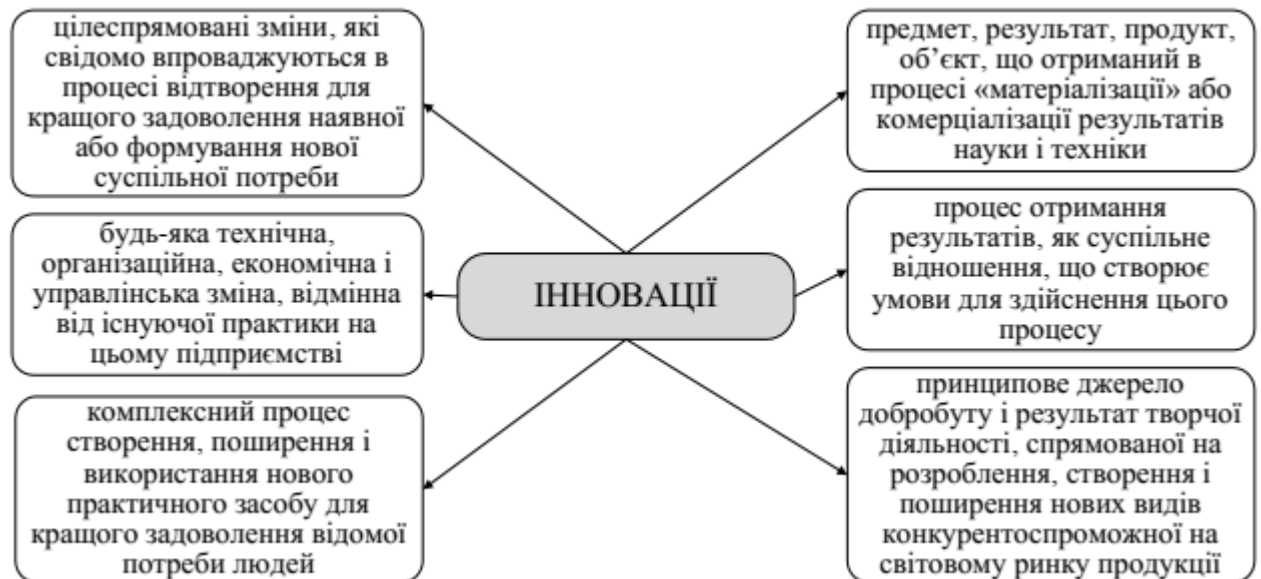 цілеспрямовані зміни, які
свідомо впроваджуються в
процесі відтворення для
кращого задоволення наявної
або формування нової
суспільної потреби
будь-яка технічна,
організаційна, економічна і
управлінська зміна, відмінна
від існуючої практики на
цьому підприємстві
комплексний процес
створення, поширення і
використання нового
практичного засобу для
кращого задоволення відомої
потреби людей
ІННОВАЦІЇ
предмет, результат, продукт,
об’єкт, що отриманий в
процесі «матеріалізації» або
комерціалізації результатів
науки і техніки
процес отримання
результатів, як суспільне
відношення, що створює
умови для здійснення цього
процесу
принципове джерело
добробуту і результат творчої
діяльності, спрямованої на
розроблення, створення і
поширення нових видів
конкурентоспроможної на
світовому ринку продукції